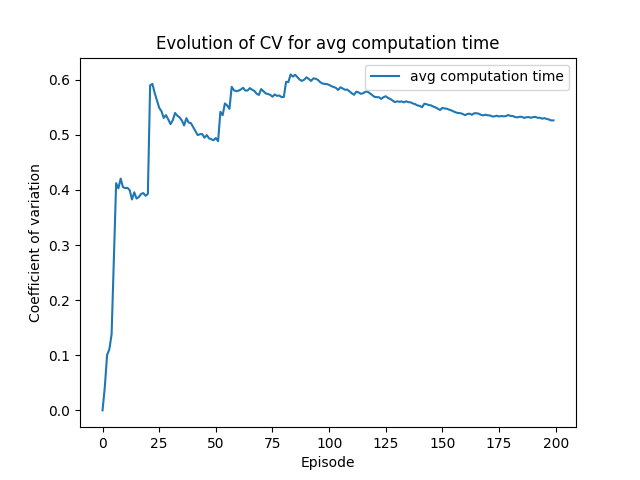 Evolution of CV for avg computation time
avg computation time
Coefficient of variation
0.6
0.5
0.4
0.3
0.2
0.1
0.0
0 25 50 75 100 125 150 175 200
Episode